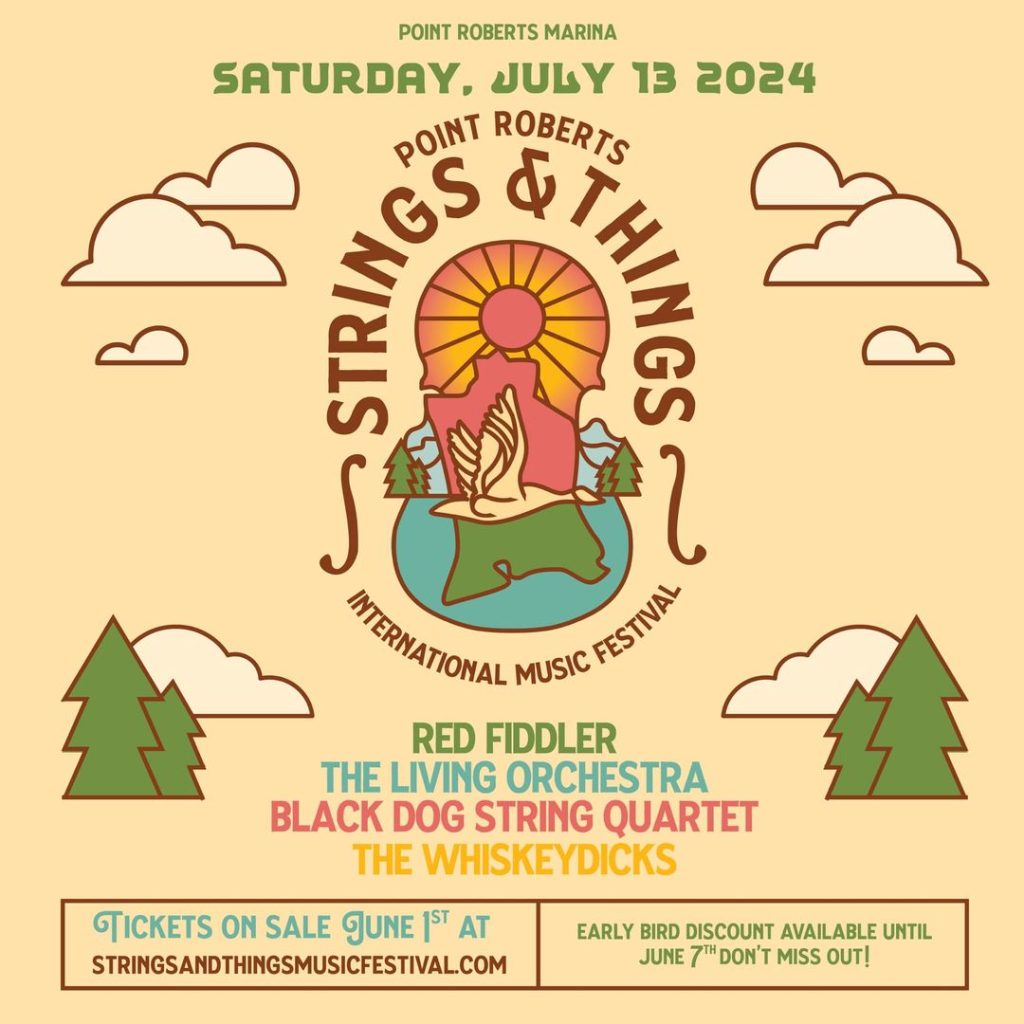 POINT ROBERTS MARINA
SATURDAY, JULY 13 2024
POINT ROBERTS
STRINGS & THINGS
INTERNATIONAL MUSIC FESTIVAL
RED FIDDLER
THE LIVING ORCHESTRA
BLACK DOG STRING QUARTET
THE WHISKEYDICKS
TICKETS ON SALE JUNE 1ST AT
STRINGSANDTHINGSMUSICFESTIVAL.COM
EARLY BIRD DISCOUNT AVAILABLE UNTIL
JUNE 7TH DON'T MISS OUT!